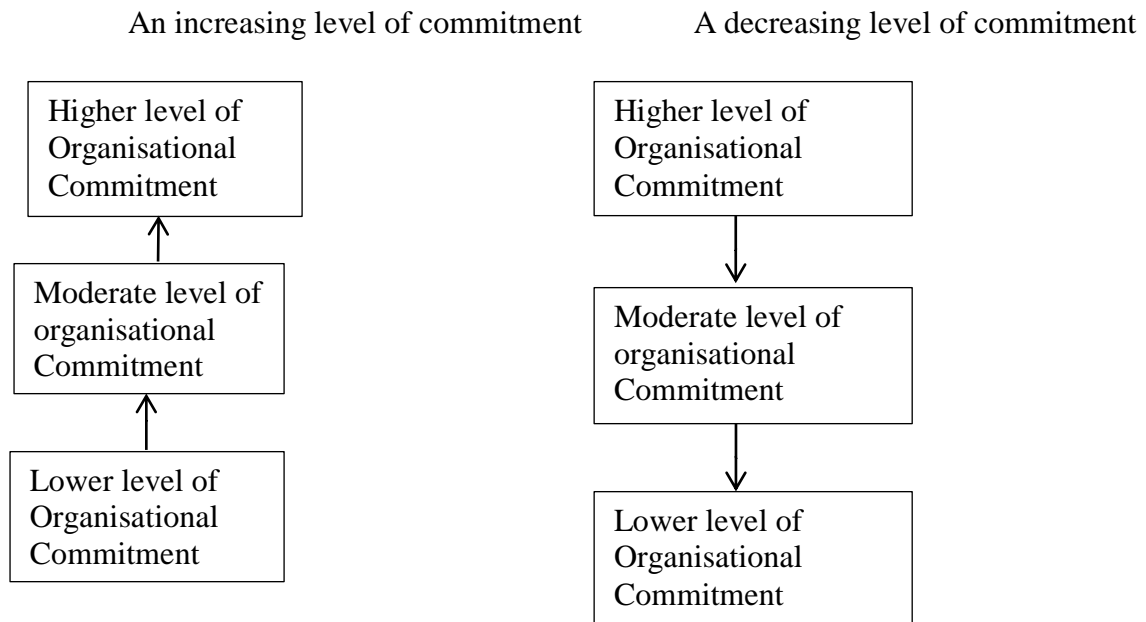 An increasing level of commitment
A decreasing level of commitment
Higher level of
Organisational
Commitment
Moderate level of
organisational
Commitment
Lower level of
Organisational
Commitment
Higher level of
Organisational
Commitment
Moderate level of
organisational
Commitment
Lower level of
Organisational
Commitment